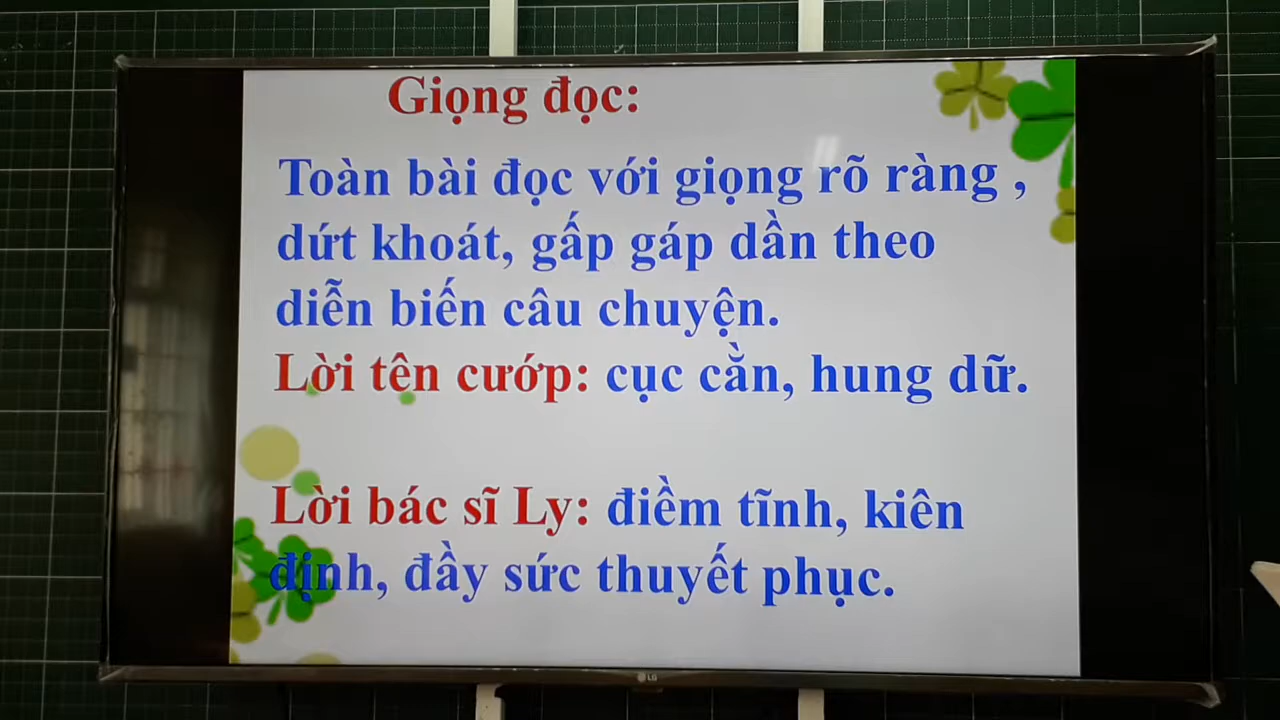 Giọng đọc:
Toàn bài đọc với giọng rõ ràng ,
dứt khoát, gấp gáp dần theo
diễn biến câu chuyện.
Lời tên cướp: cục cằn, hung dữ.
Lời bác sĩ Ly: điềm tĩnh, kiên
định, đầy sức thuyết phục.
LG